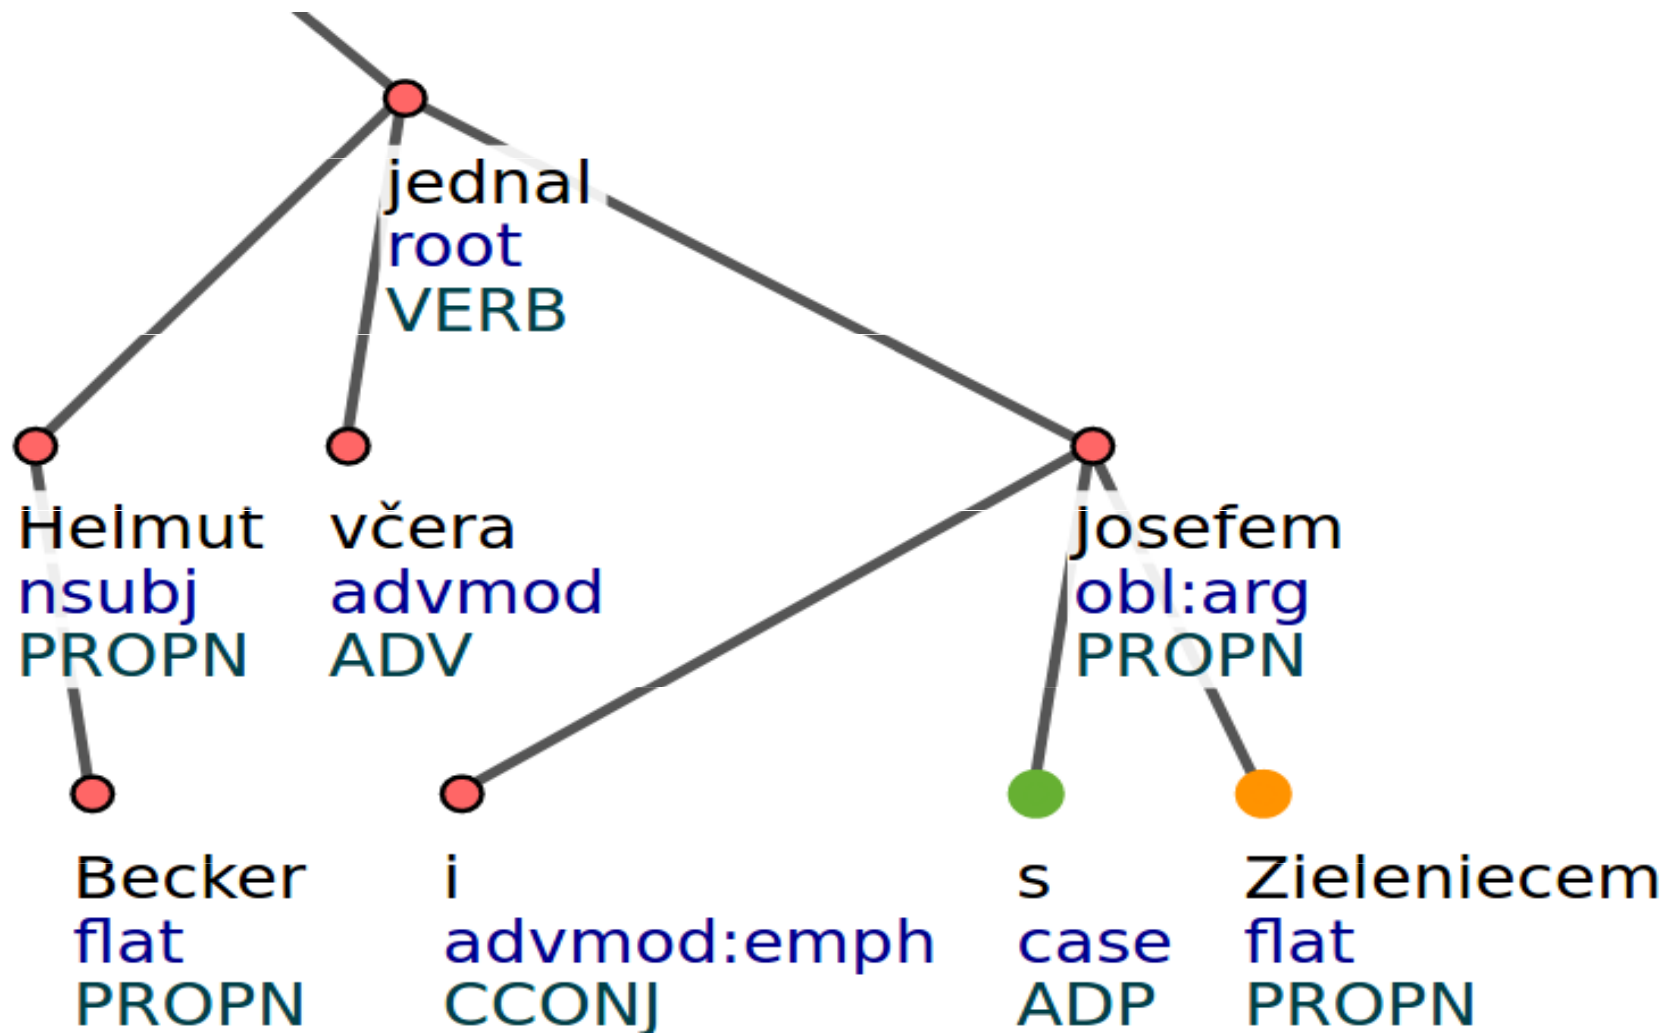 jednal
root
VERB
Helmut
nsubj
PROPN
včera
advmod
ADV
Josefem
obl:arg
PROPN
Becker
flat
PROPN
i
advmod:emph
CCONJ
s
case
ADP
Zieleniecem
flat
PROPN